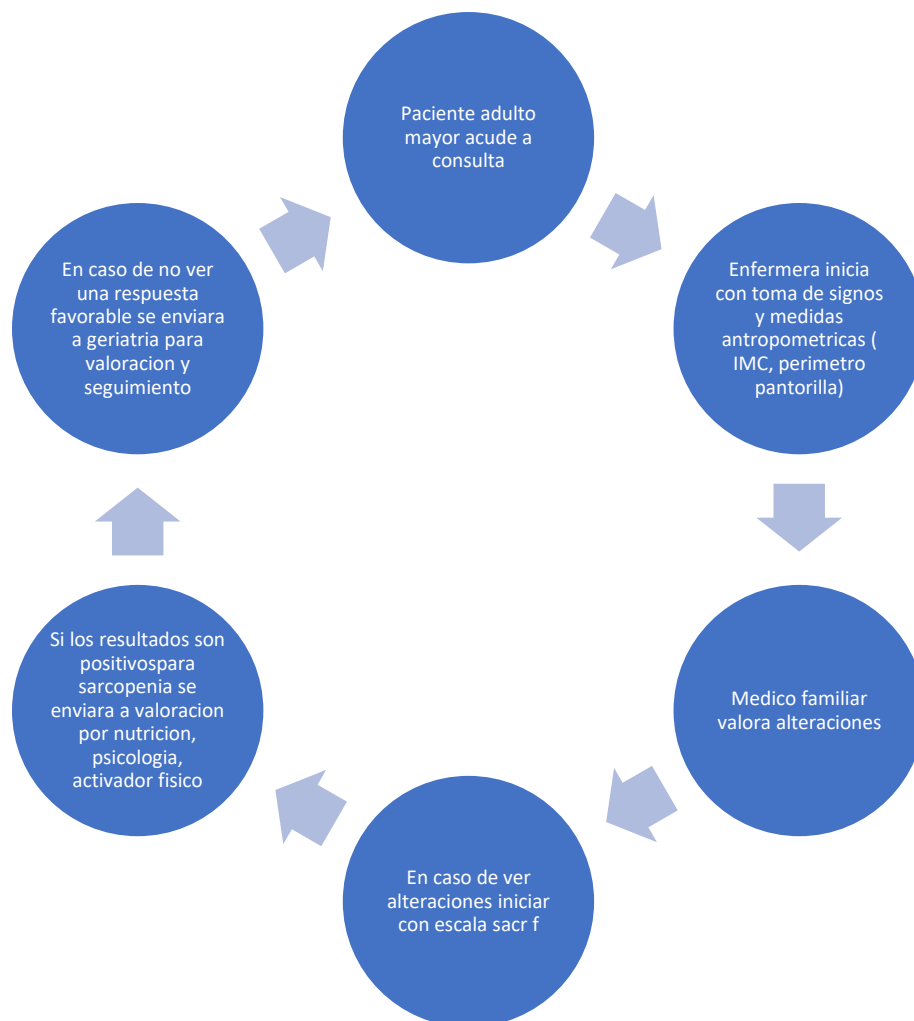 Paciente adulto
mayor acude a
consulta
Enfermera inicia
con toma de signos
y medidas
antropometricas (
IMC, perimetro
pantorilla)
Medico familiar
valora alteraciones
En caso de ver
alteraciones iniciar
con escala sacr f
Si los resultados son
positivospara
sarcopenia se
enviara a valoracion
por nutricion,
psicologia,
activador fisico
En caso de no ver
una respuesta
favorable se enviara
a geriatria para
valoracion y
seguimiento